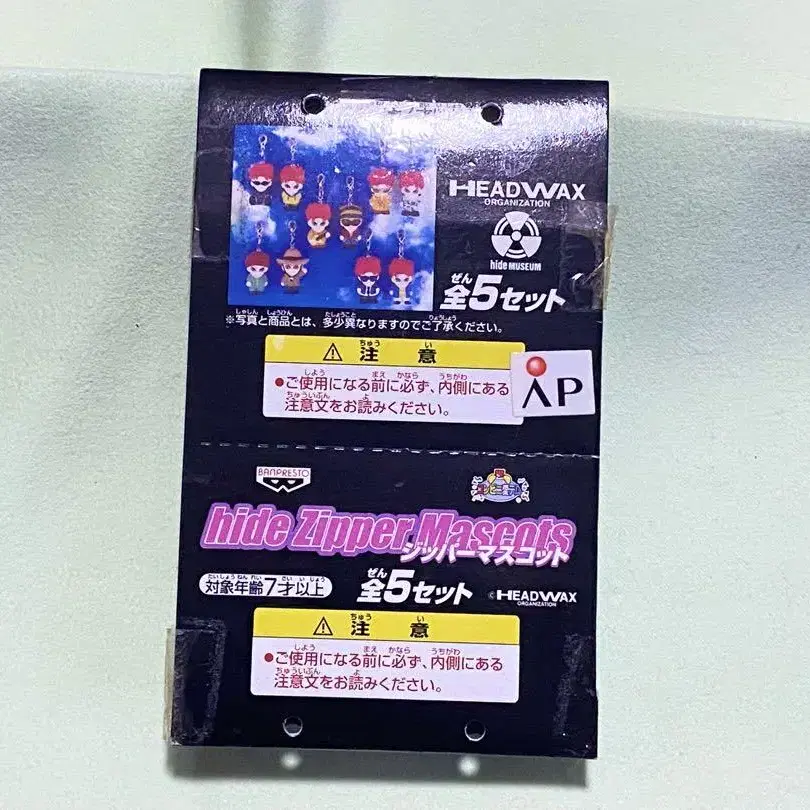 HEADWAX
ORGANIZATION
hide MUSEUM
全5セット
※写真と商品とは、多少異なりますのでご了承ください。
⚠注意
●ご使用になる前に必ず、内側にある
注意文をお読みください。
AP
BANPRESTO
hide Zipper Mascots
ジッパーマスコット
対象年齢7才以上
全5セット
©HEADWAX
ORGANIZATION
⚠注意
●ご使用になる前に必ず、内側にある
注意文をお読みください。